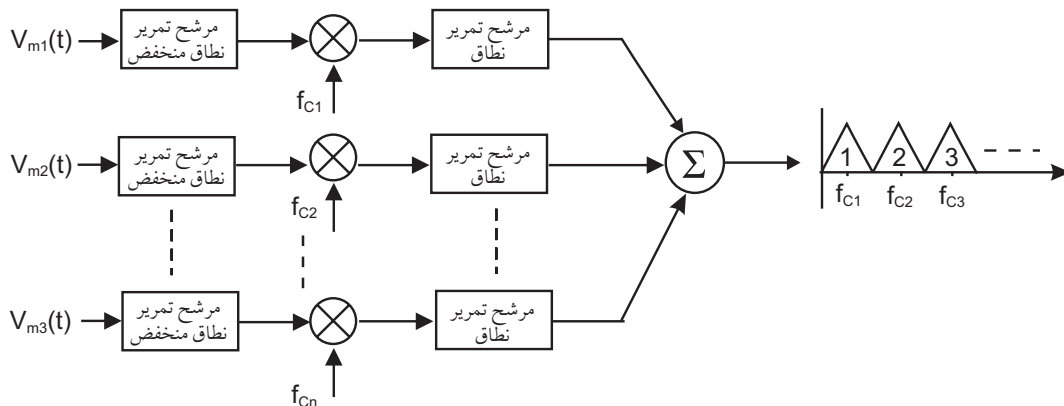 V_m1(t)
مرشح تمرير
نطاق منخفض
f_C1
مرشح تمرير
نطاق
V_m2(t)
مرشح تمرير
نطاق منخفض
f_C2
مرشح تمرير
نطاق
V_m3(t)
مرشح تمرير
نطاق منخفض
f_Cn
مرشح تمرير
نطاق
Σ
1 2 3
f_C1 f_C2 f_C3